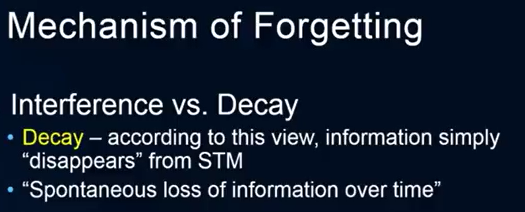 Mechanism of Forgetting
Interference vs. Decay
• Decay – according to this view, information simply
"disappears" from STM
• "Spontaneous loss of information over time"